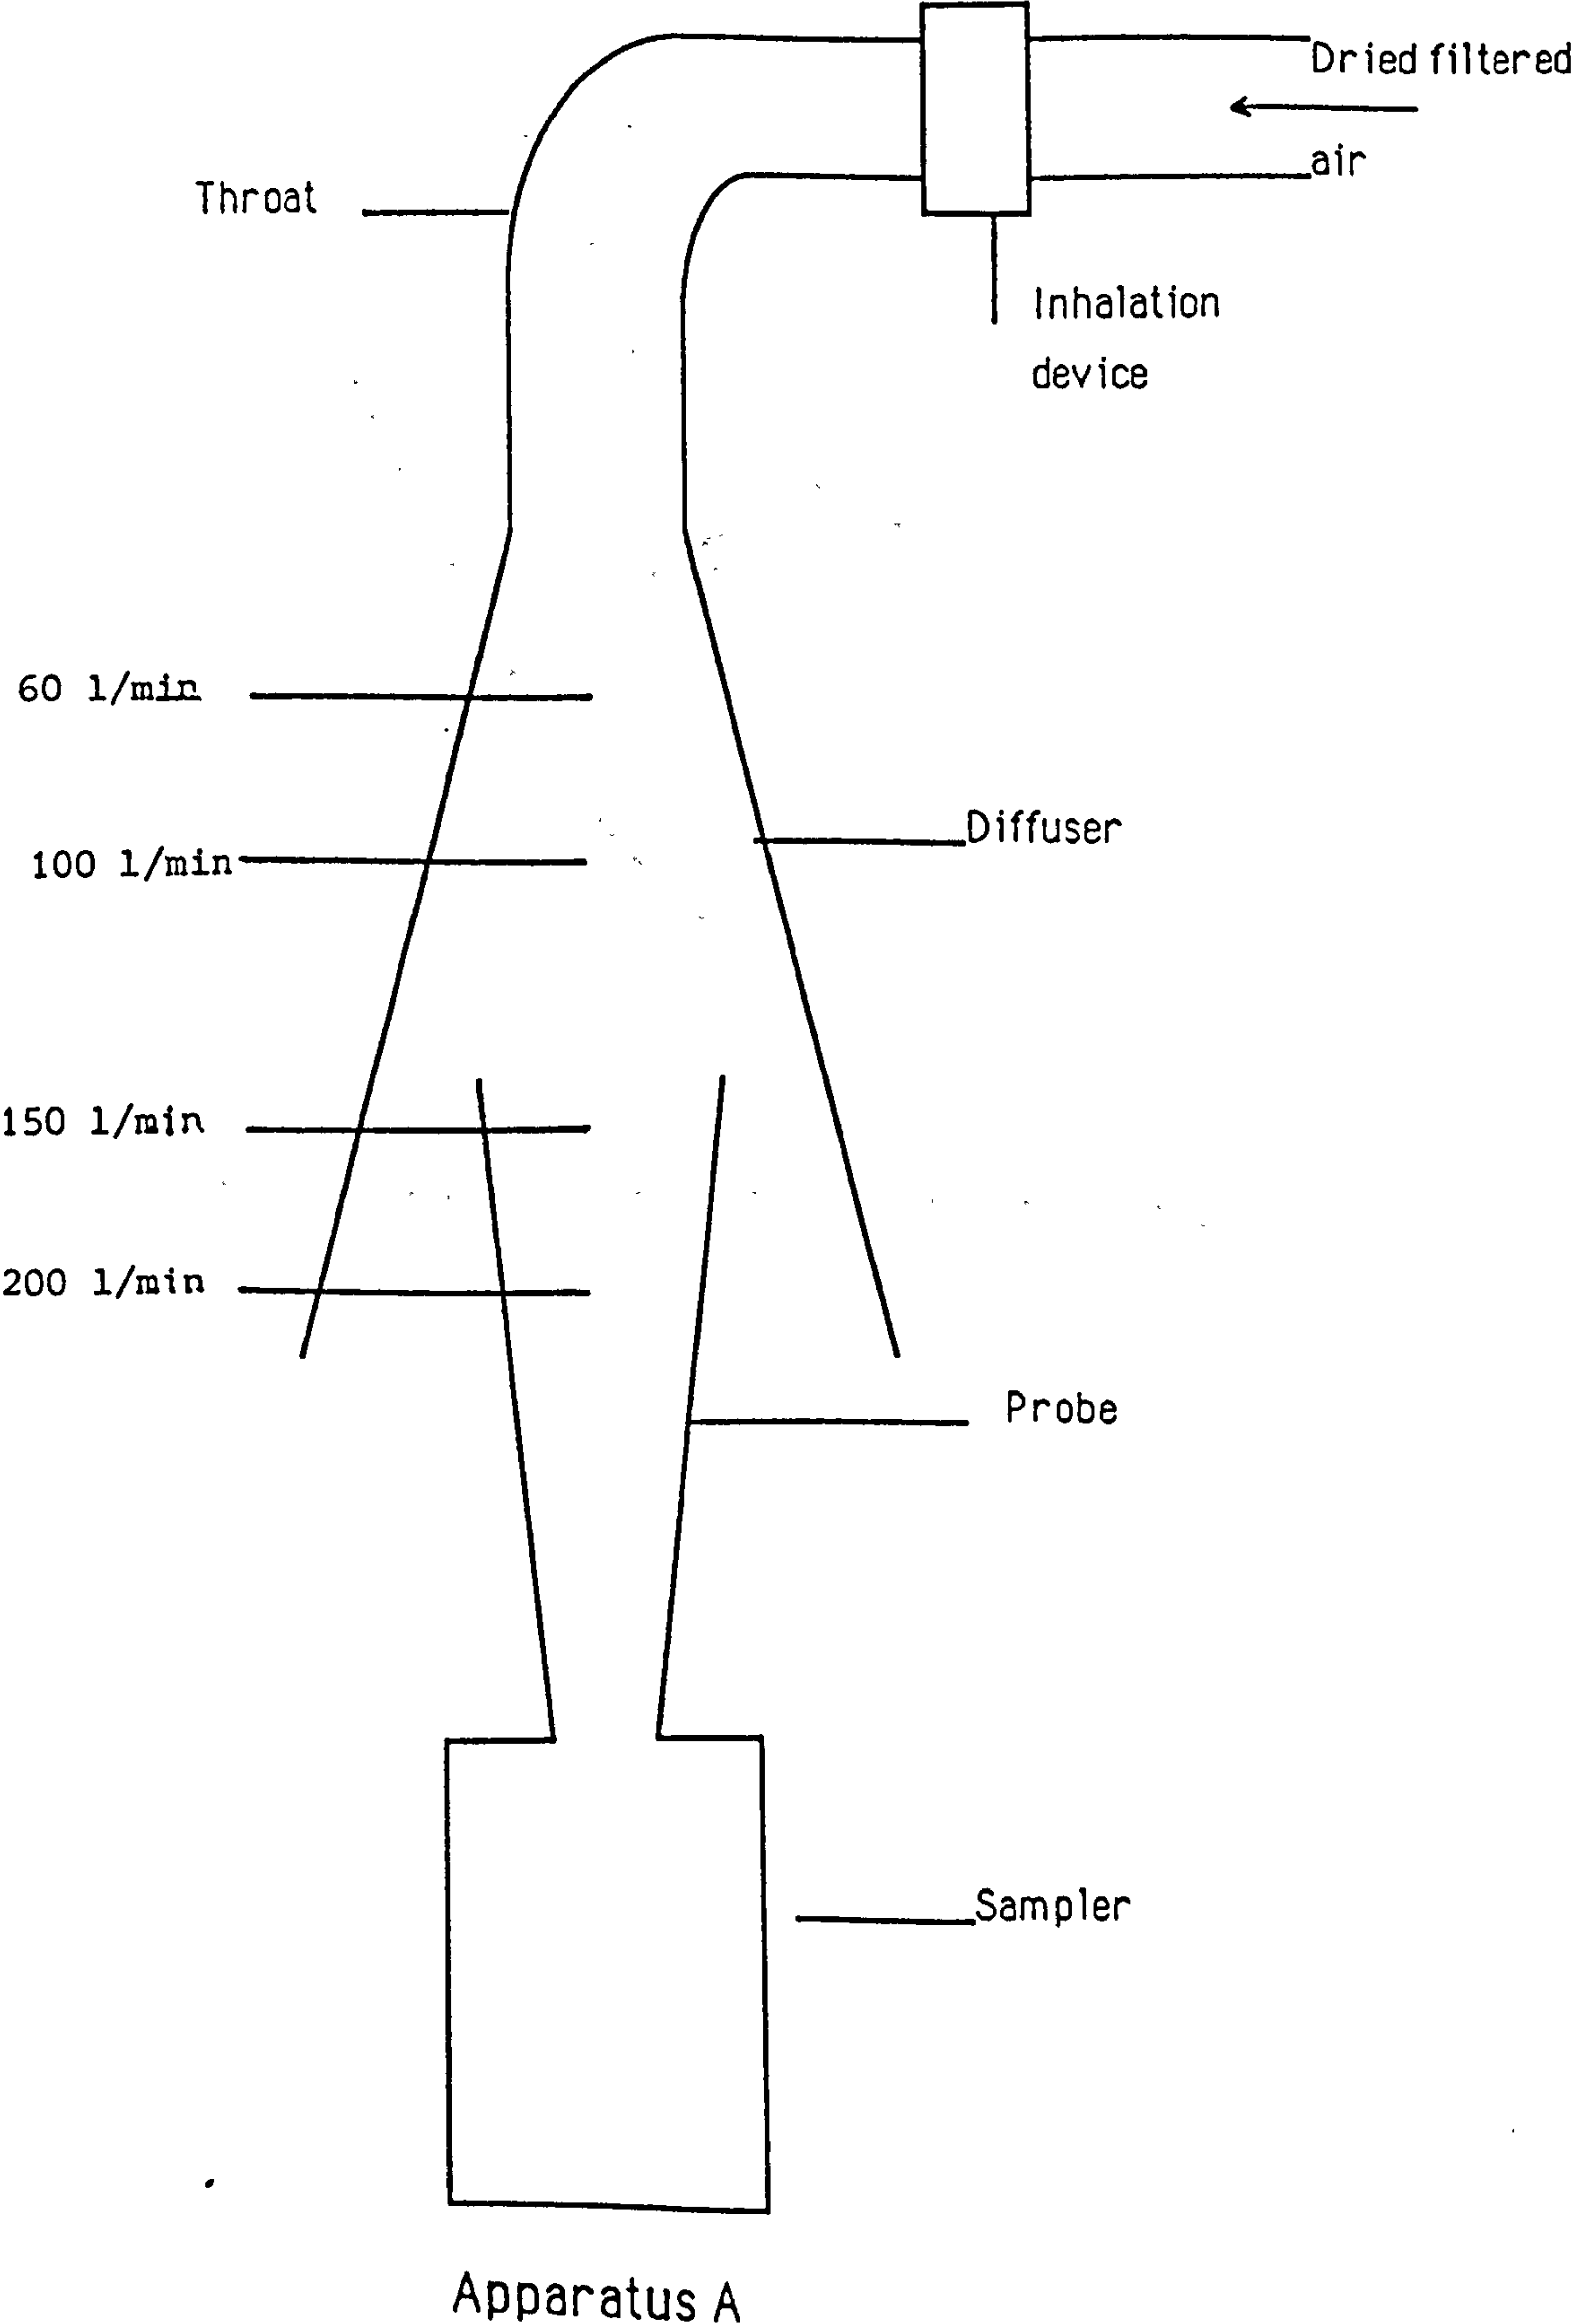 Dried filtered
air
Throat
Inhalation
device
60 l/min
Diffuser
100 l/min
150 l/min
200 l/min
Probe
Sampler
Apparatus A